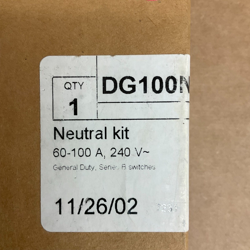 QTY
1
DG100N
Neutral kit
60-100 A, 240 V~
General Duty, Series R switches
11/26/02